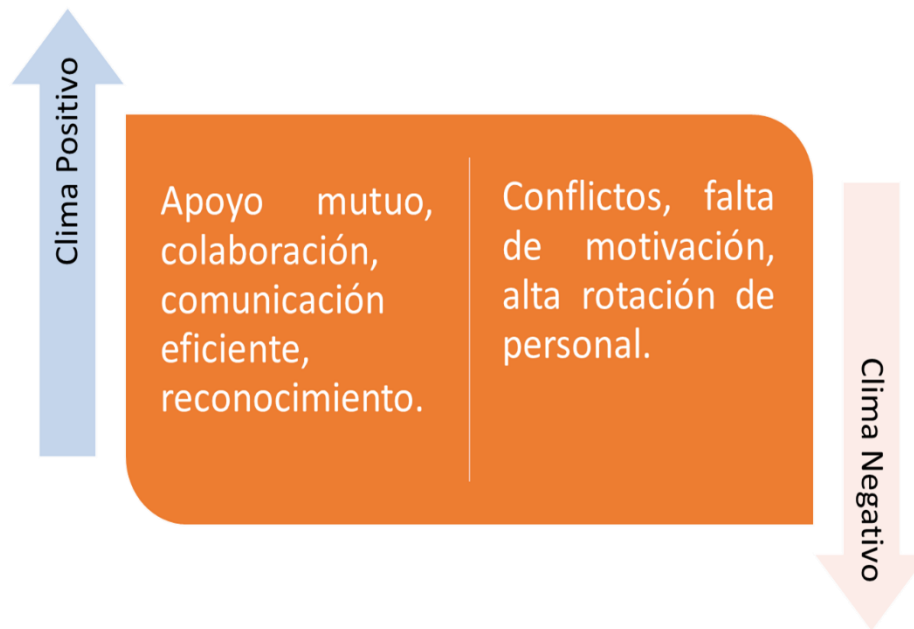 Clima Positivo
Apoyo mutuo,
colaboración,
comunicación
eficiente,
reconocimiento.
Conflictos, falta
de motivación,
alta rotación de
personal.
Clima Negativo